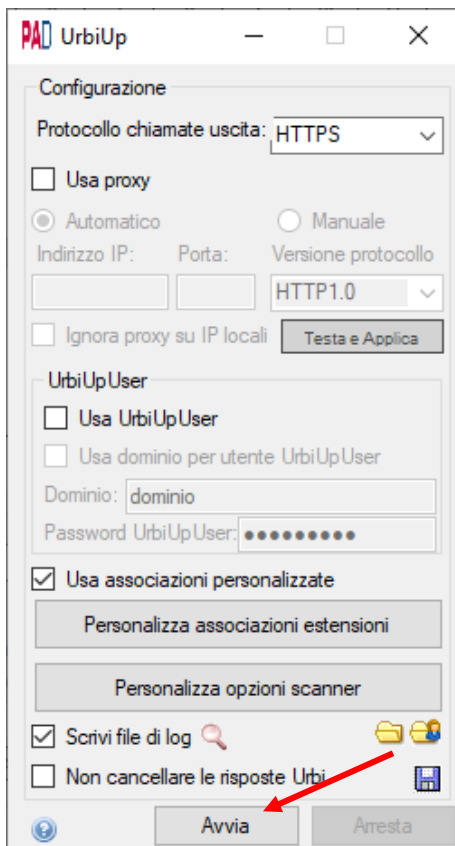 PAD UrbiUp
Configurazione
Protocollo chiamate uscita: HTTPS
Usa proxy
Automatico Manuale
Indirizzo IP: Porta: Versione protocollo
HTTP1.0
Ignora proxy su IP locali Testa e Applica
UrbiUpUser
Usa UrbiUpUser
Usa dominio per utente UrbiUpUser
Dominio: dominio
Password UrbiUpUser: ●●●●●●●●●
Usa associazioni personalizzate
Personalizza associazioni estensioni
Personalizza opzioni scanner
Scrivi file di log
Non cancellare le risposte Urbi
Avvia Arresta